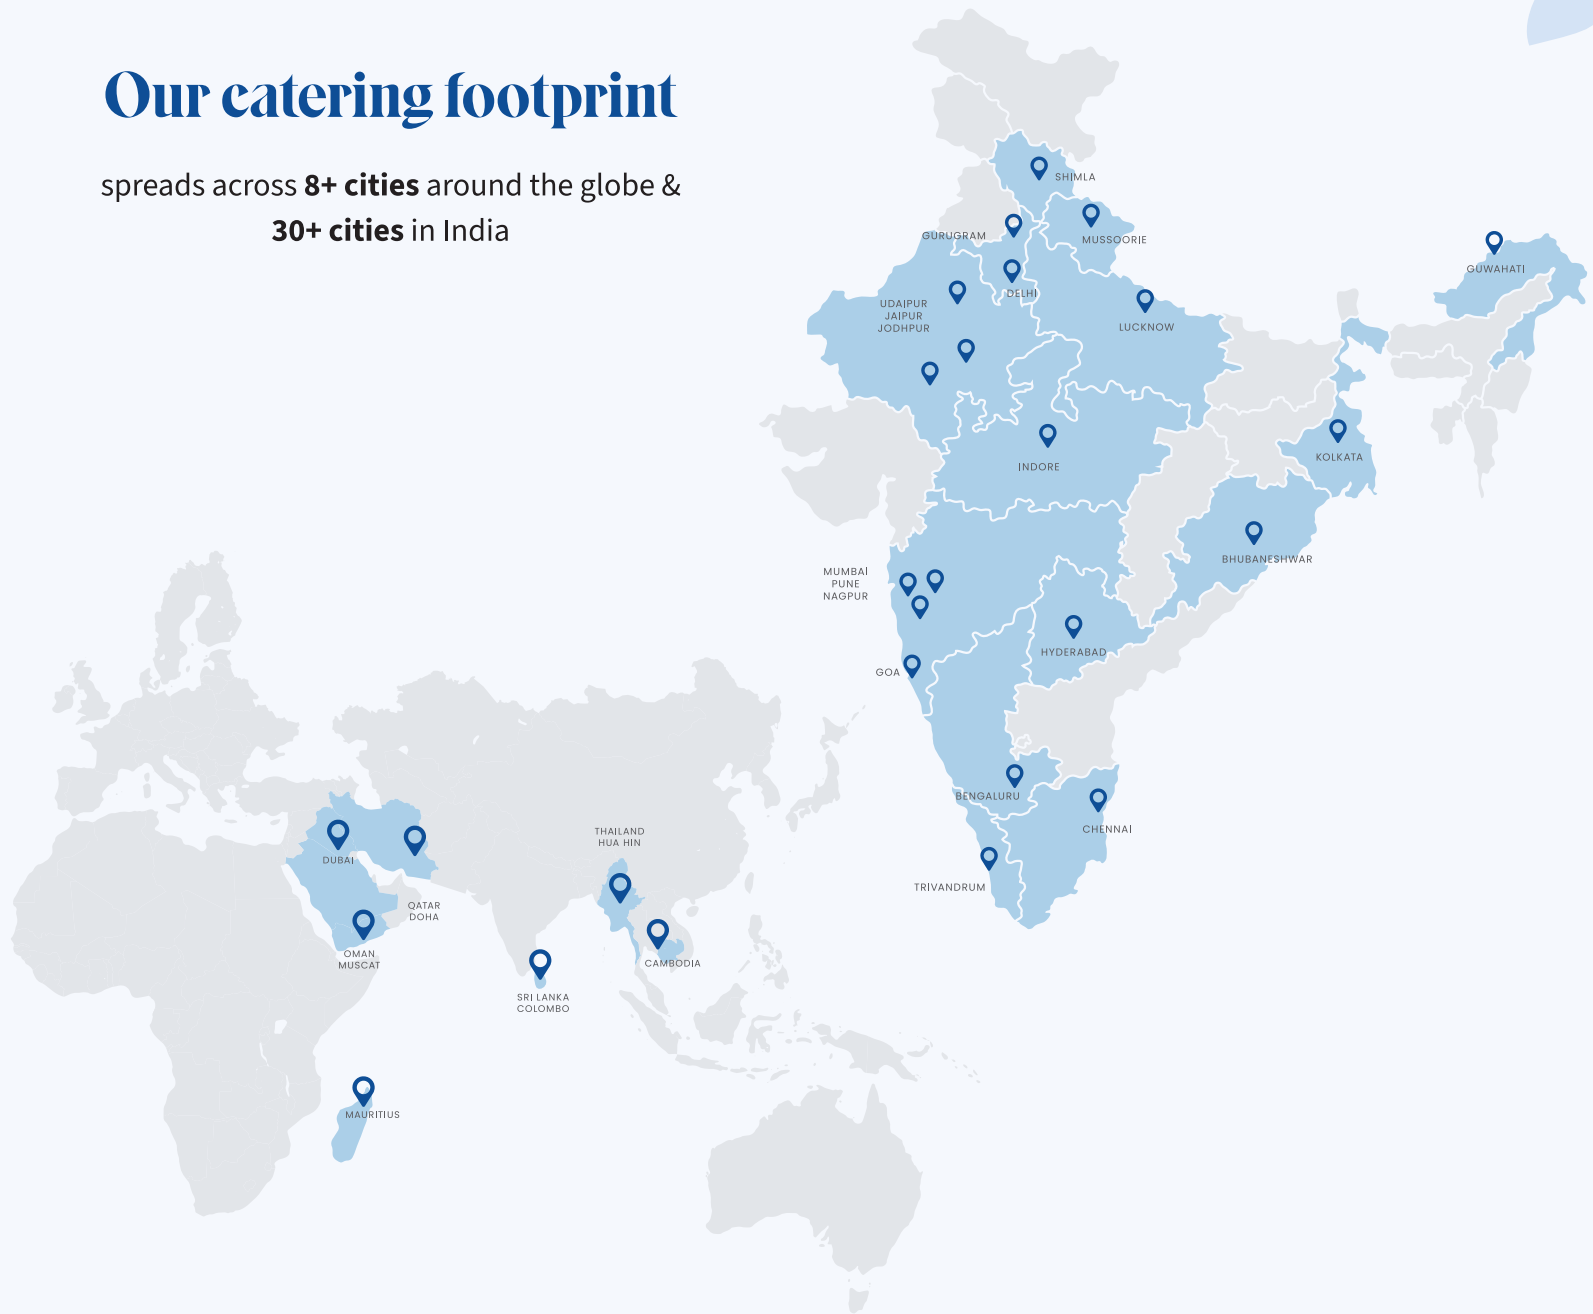 Our catering footprint
spreads across 8+ cities around the globe &
30+ cities in India
SHIMLA
GURUGRAM
MUSSOORIE
GUWAHATI
DELHI
UDAIPUR
JAIPUR
JODHPUR
LUCKNOW
KOLKATA
INDORE
BHUBANESHWAR
MUMBAI
PUNE
NAGPUR
HYDERABAD
GOA
BENGALURU
CHENNAI
TRIVANDRUM
THAILAND
HUA HIN
DUBAI
QATAR
DOHA
OMAN
MUSCAT
CAMBODIA
SRI LANKA
COLOMBO
MAURITIUS